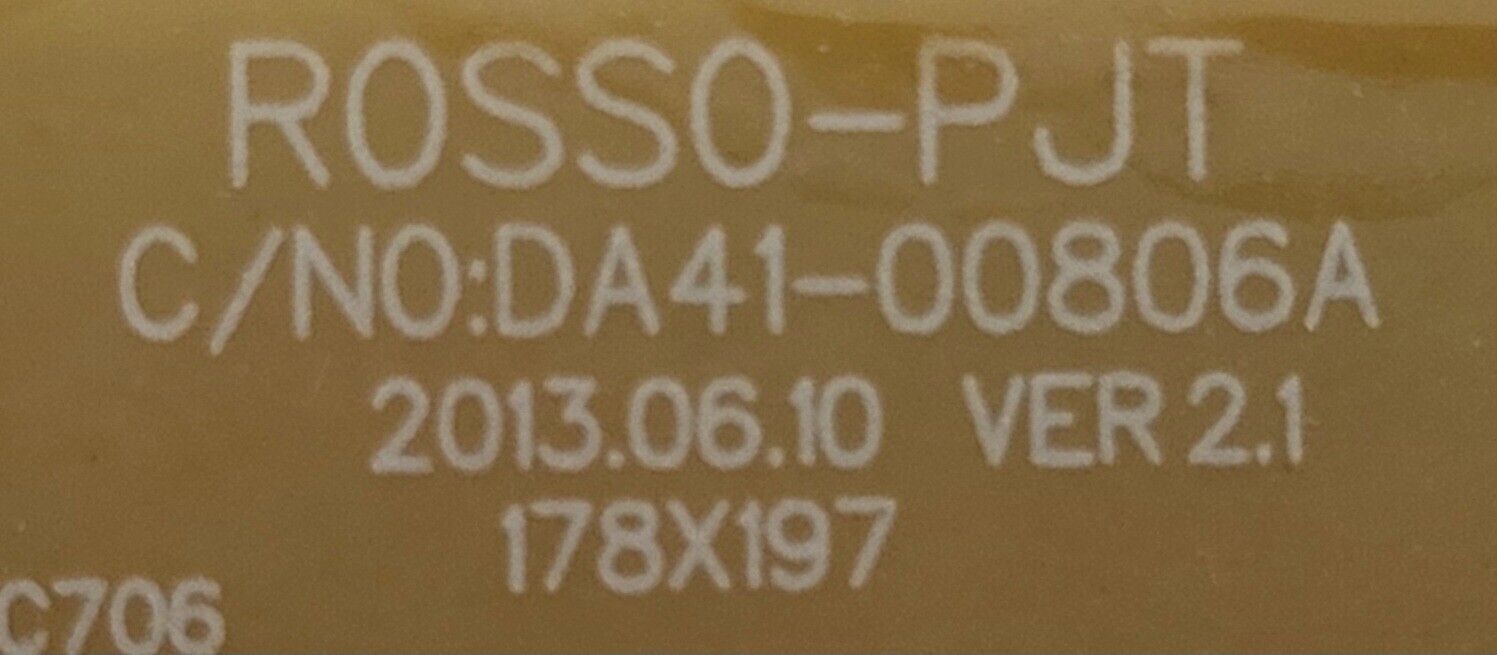 ROSSO-PJT
C/NO:DA41-00806A
2013.06.10 VER 2.1
178X197
C706